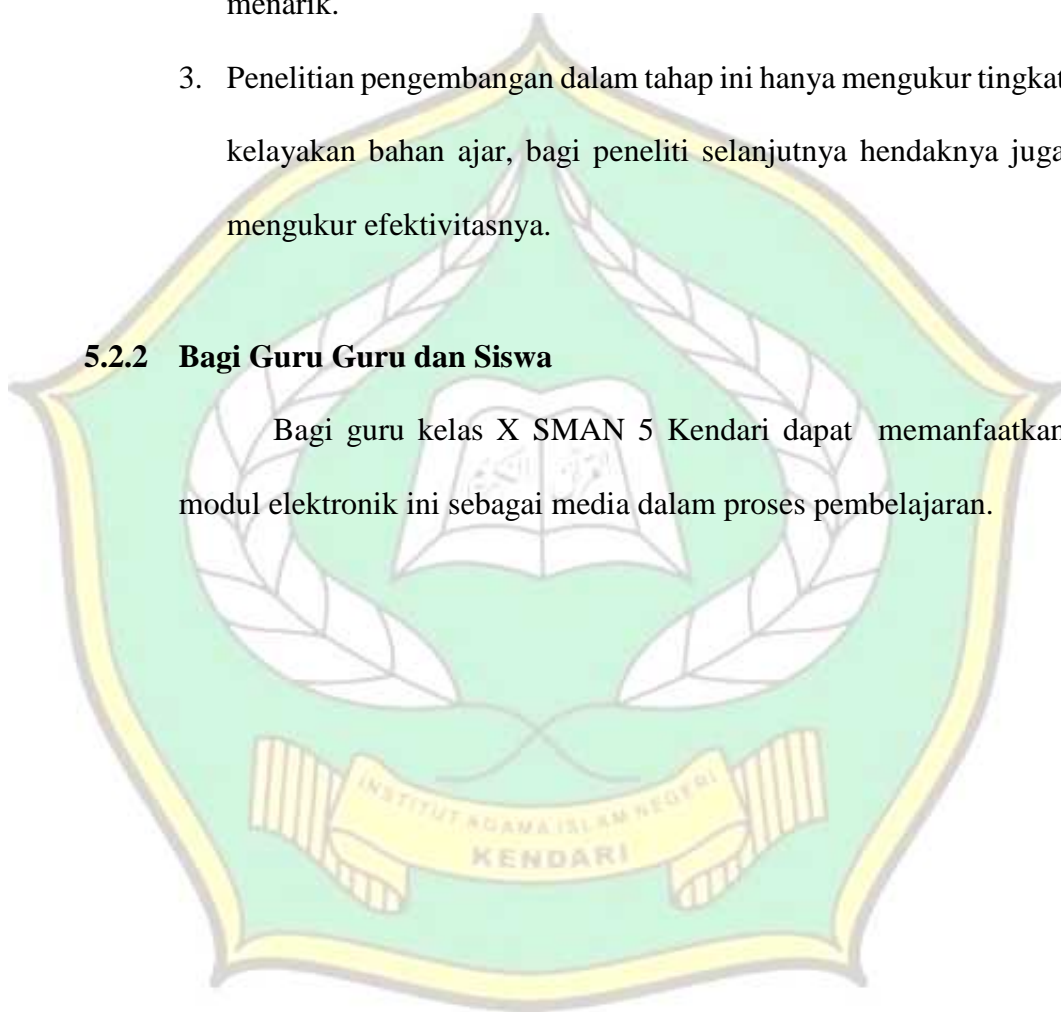 menarik.
3. Penelitian pengembangan dalam tahap ini hanya mengukur tingkat
kelayakan bahan ajar, bagi peneliti selanjutnya hendaknya juga
mengukur efektivitasnya.
5.2.2 Bagi Guru Guru dan Siswa
Bagi guru kelas X SMAN 5 Kendari dapat memanfaatkan
modul elektronik ini sebagai media dalam proses pembelajaran.
INSTITUT AGAMA ISLAM NEGERI
KENDARI